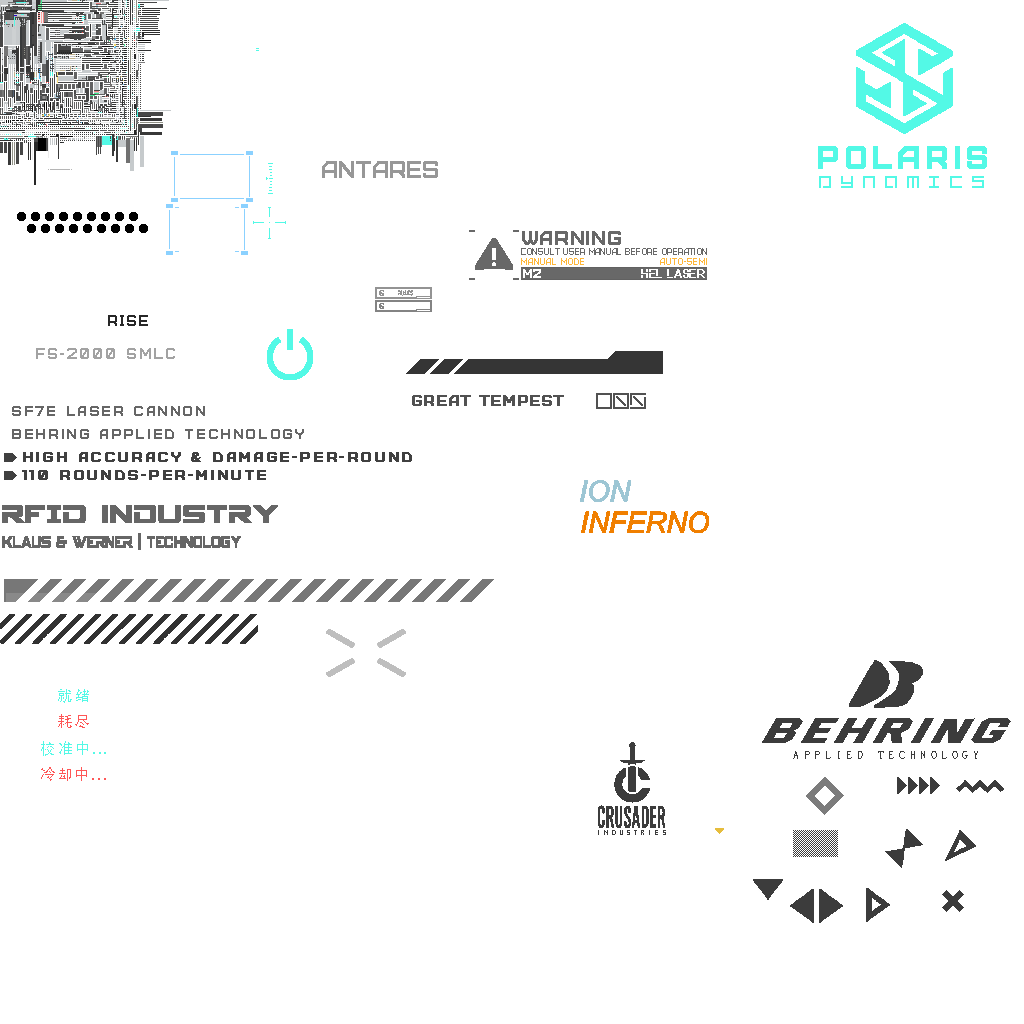 POLARIS
DYNAMICS
ANTARES
WARNING
CONSULT USER MANUAL BEFORE OPERATION
MANUAL MODE AUTO-SEMI
M2 HEL LASER
RISE
FS-2000 SMLC
GREAT TEMPEST
SF7E LASER CANNON
BEHRING APPLIED TECHNOLOGY
HIGH ACCURACY & DAMAGE-PER-ROUND
110 ROUNDS-PER-MINUTE
ION
INFERNO
RFID INDUSTRY
KLAUS & WERNER | TECHNOLOGY
就绪
耗尽
校准中...
冷却中...
BEHRING
APPLIED TECHNOLOGY
CRUSADER
INDUSTRIES